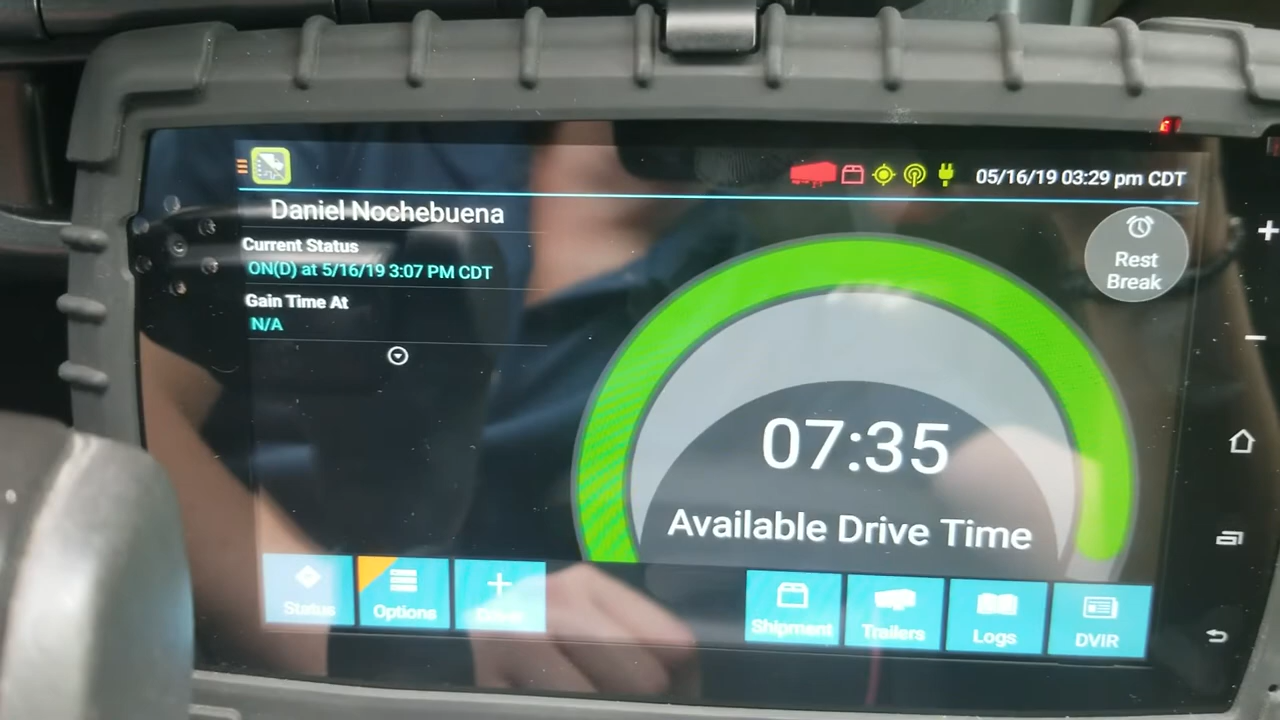 05/16/19 03:29 pm CDT
Daniel Nochebuena
Current Status
ON(D) at 5/16/19 3:07 PM CDT
Gain Time At
N/A
Rest
Break
07:35
Available Drive Time
Status
Options
Shipment
Trailers
Logs
DVIR